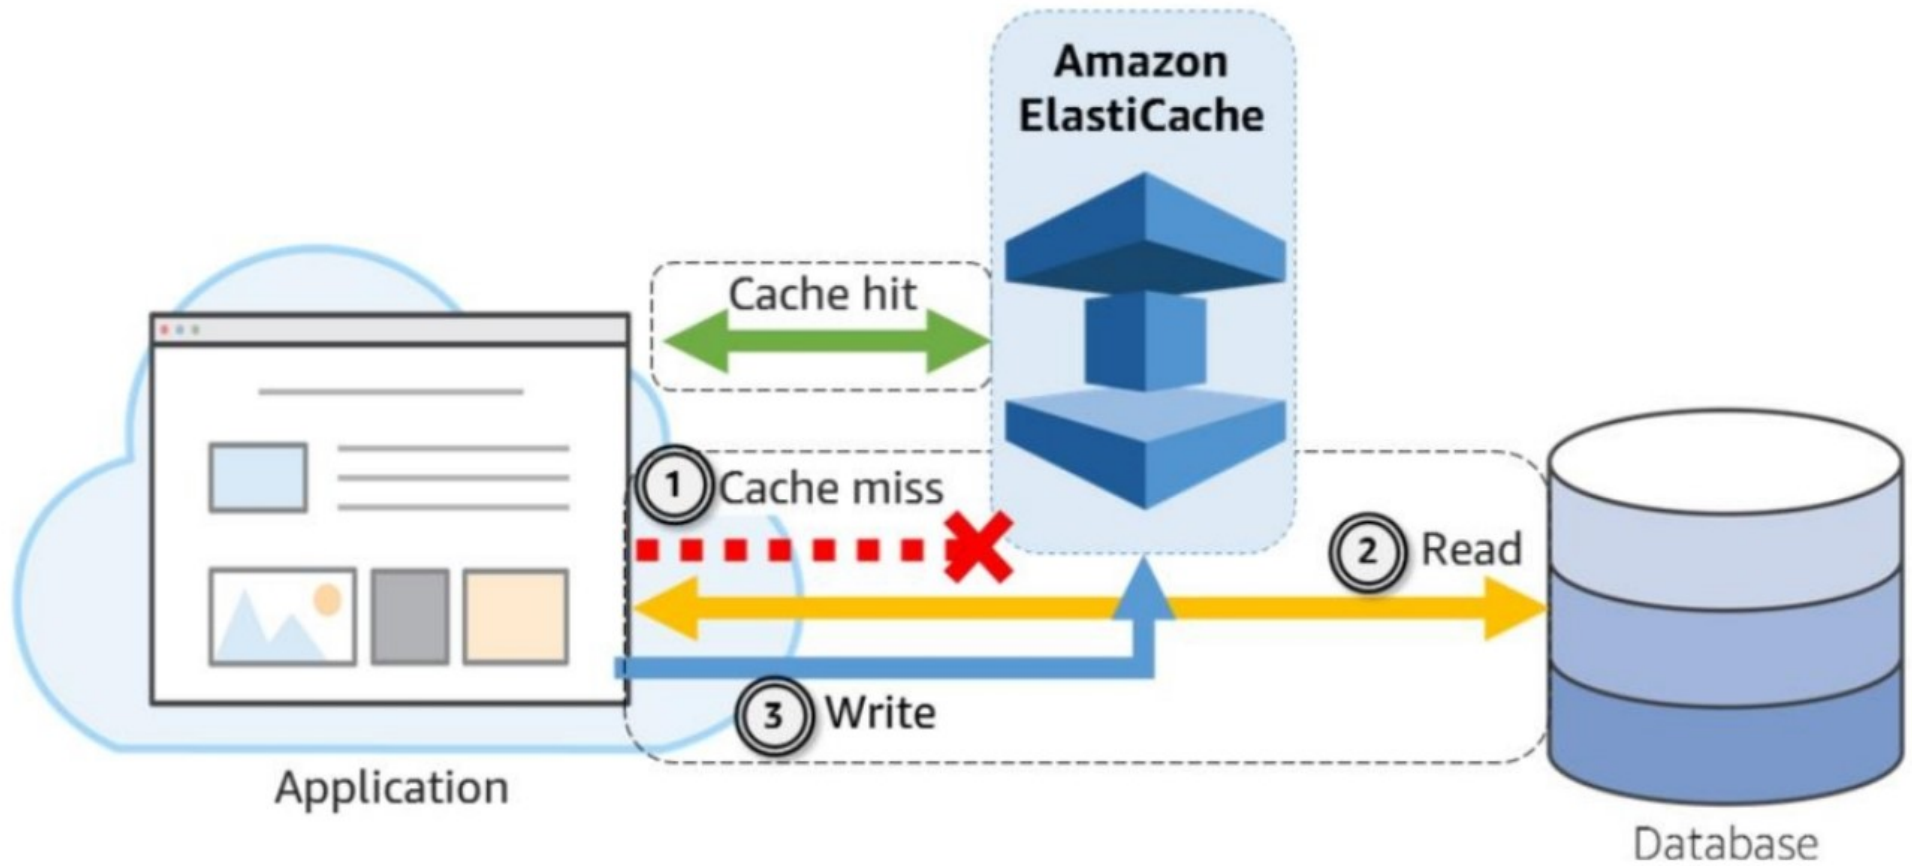 Amazon
ElastiCache
Cache hit
1 Cache miss
2 Read
3 Write
Application
Database